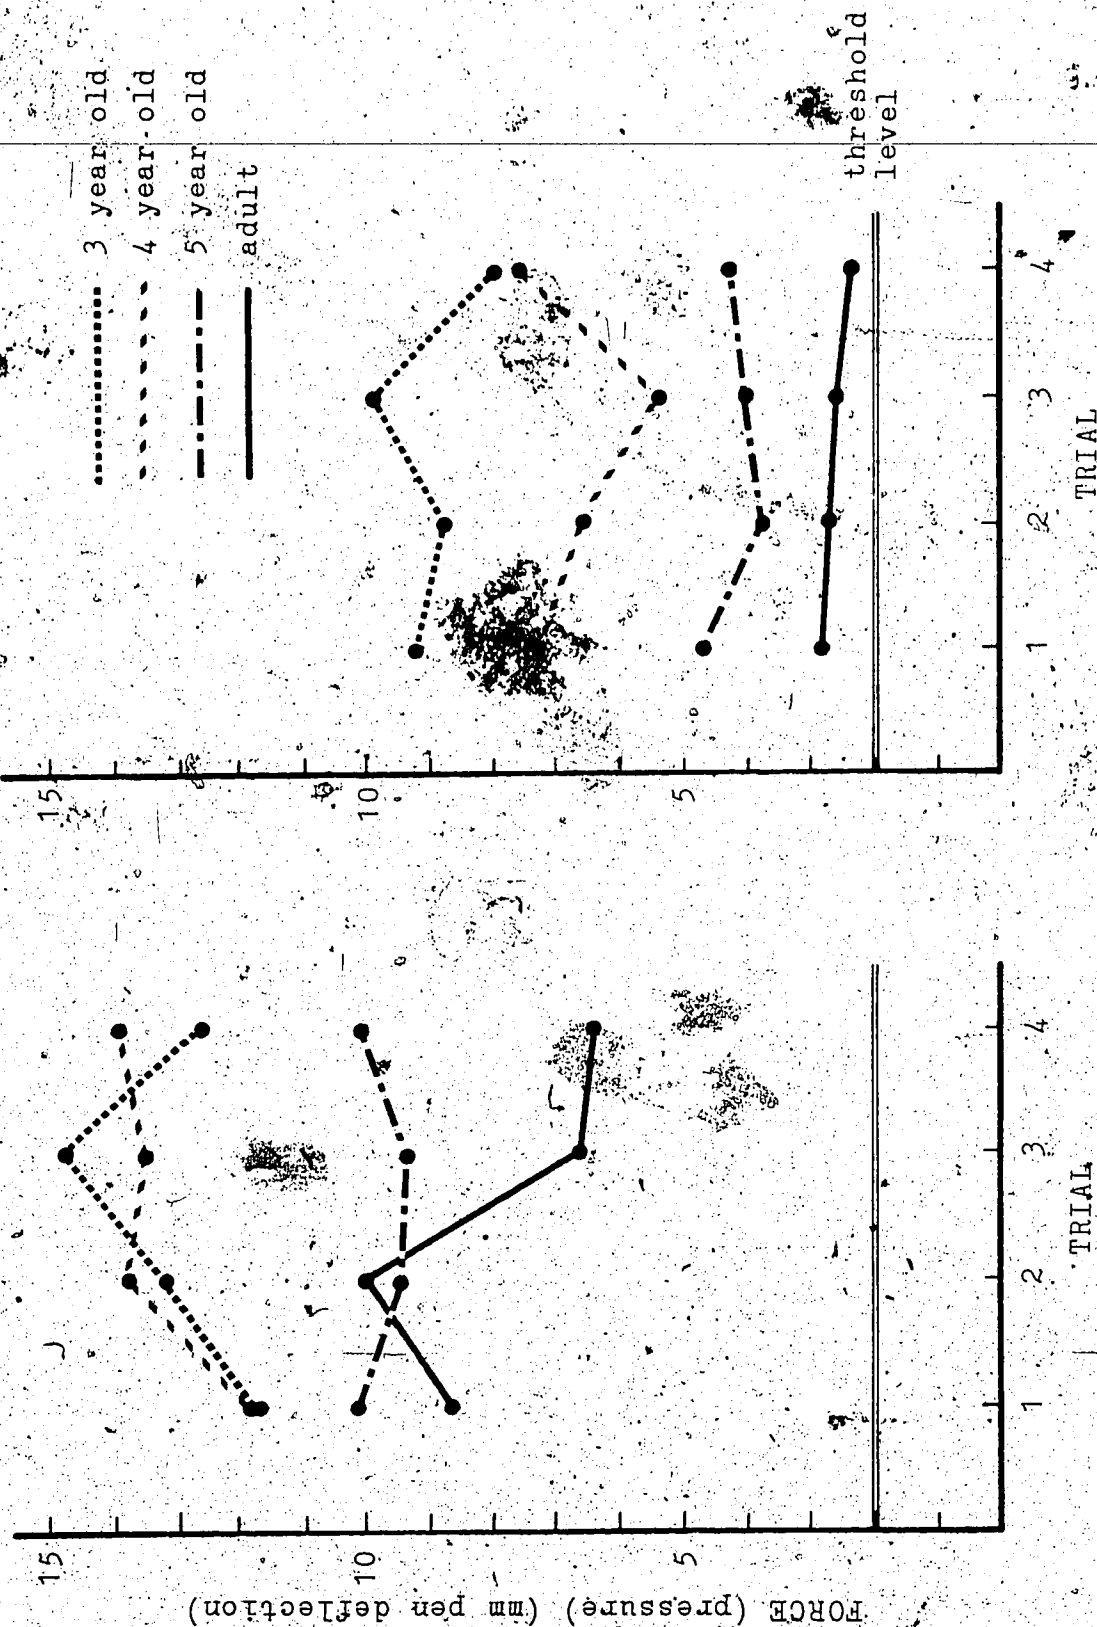 3 year old
4 year-old
5 year old
adult
threshold
level
FORCE (pressure) (mm pen deflection)
15
10
5
1 2 3 4
TRIAL
15
10
5
1 2 3 4
TRIAL